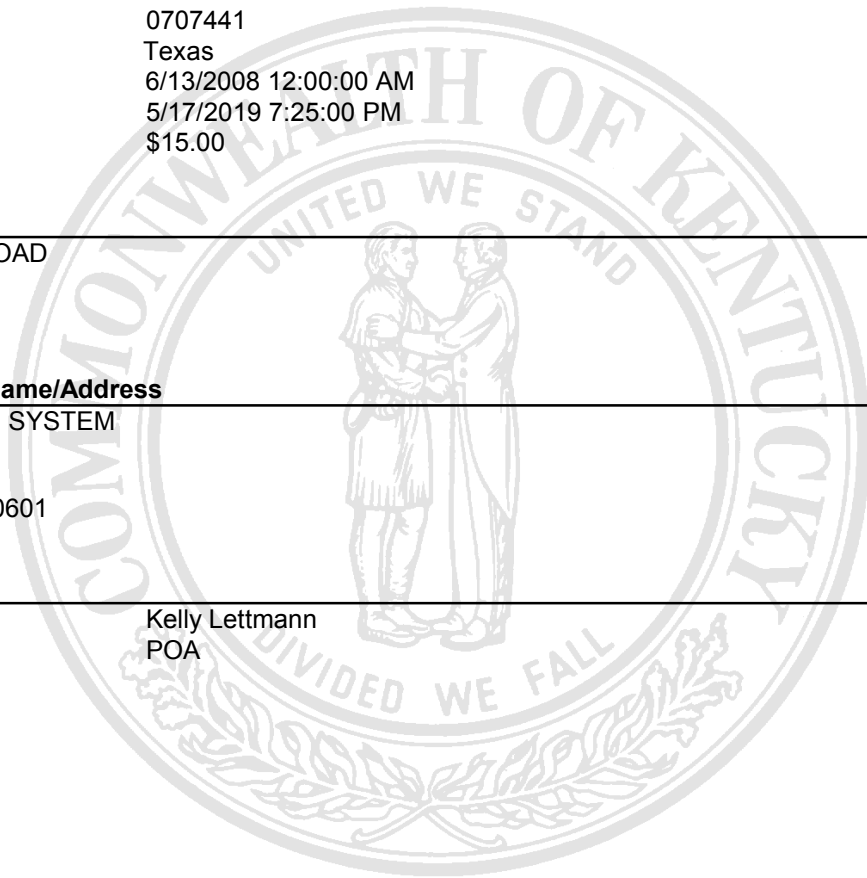 0707441
Texas
6/13/2008 12:00:00 AM
5/17/2019 7:25:00 PM
$15.00
OAD
ame/Address
SYSTEM
0601
Kelly Lettmann
POA
COMMONWEALTH OF KENTUCKY
UNITED WE STAND
DIVIDED WE FALL